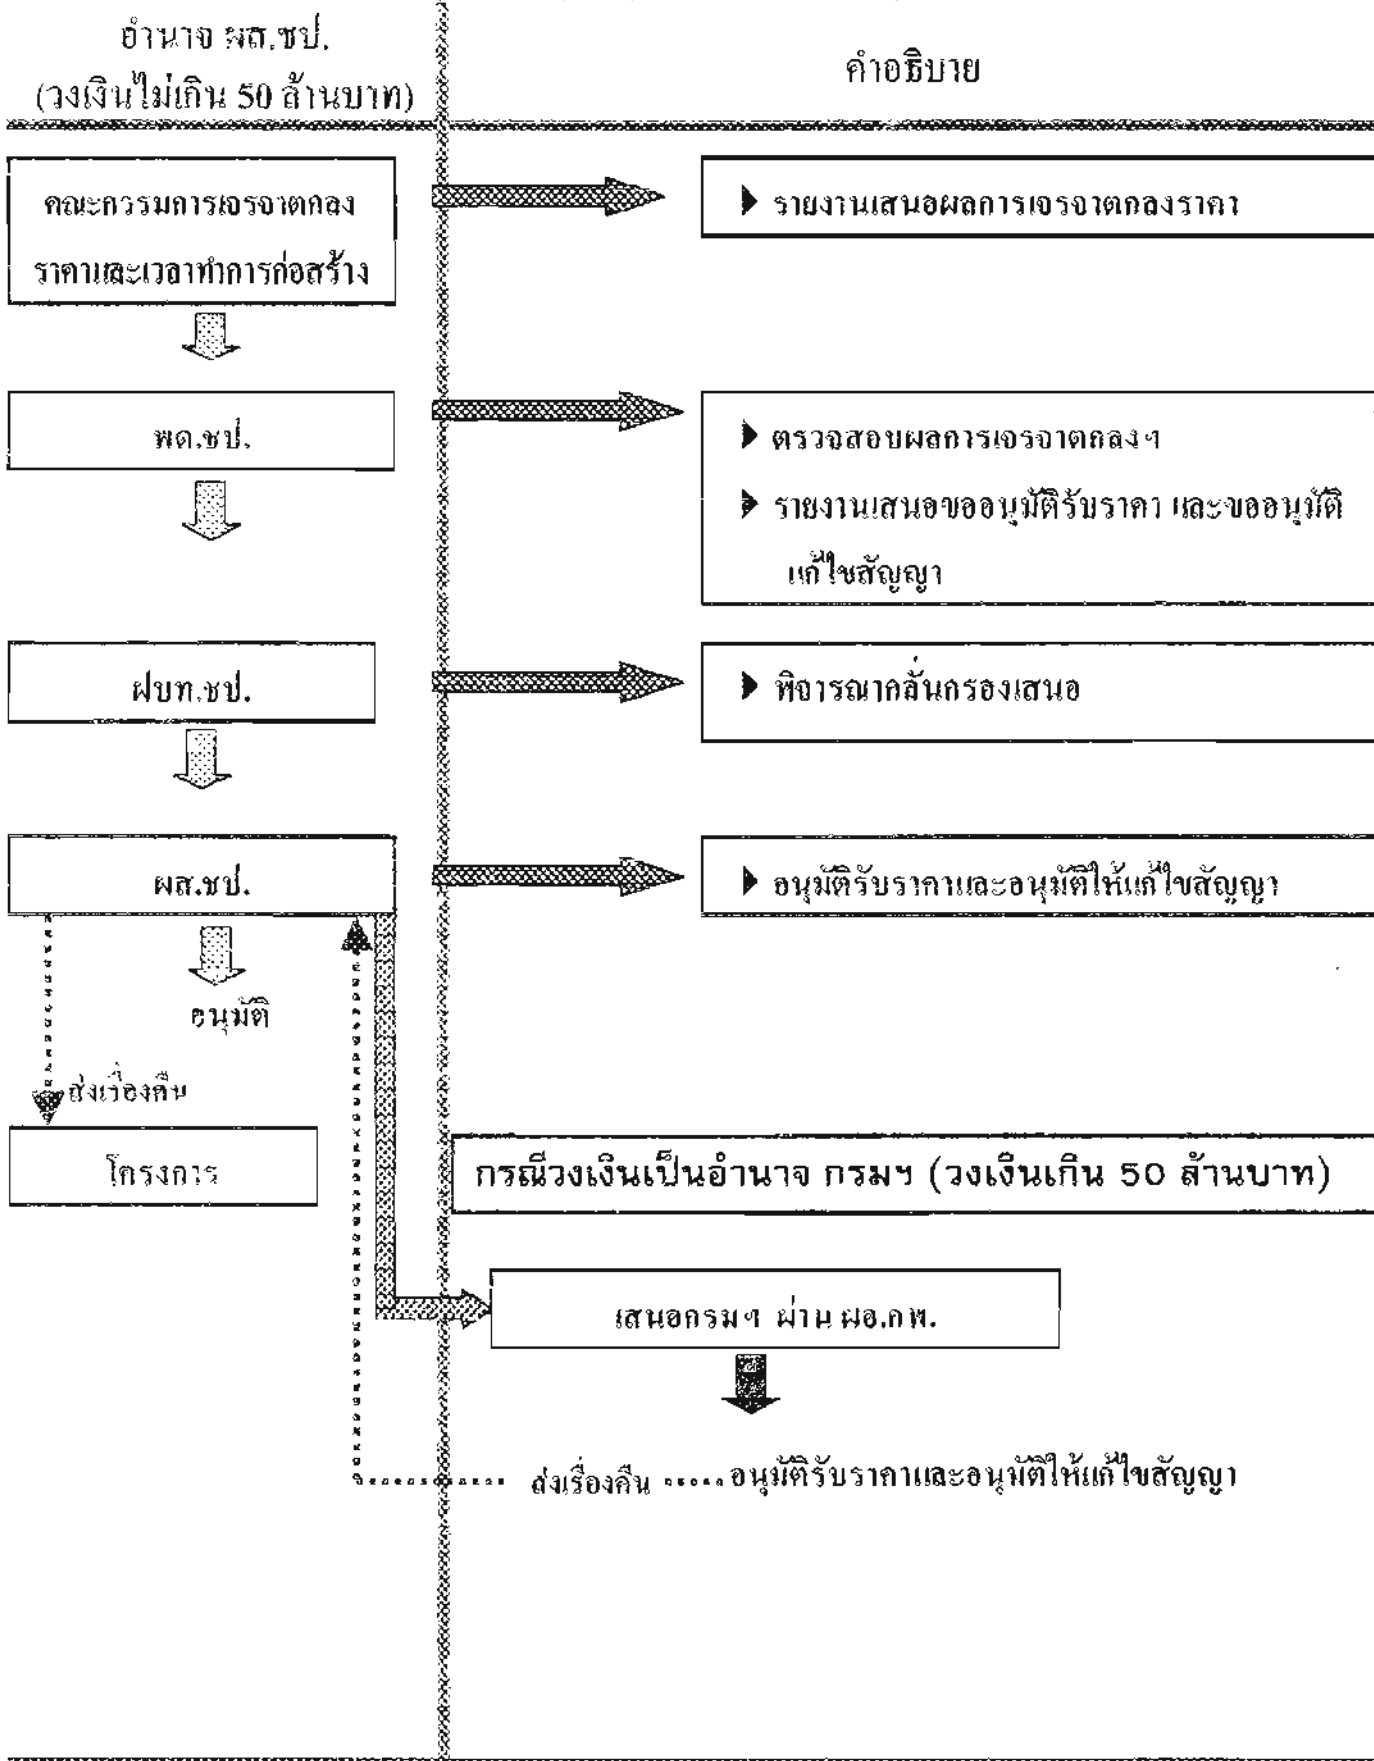 อำนาจ ผส.ชป.
(วงเงินไม่เกิน 50 ล้านบาท)
คำอธิบาย
คณะกรรมการเจรจาตกลง
ราคาและเวลาทำการก่อสร้าง
รายงานเสนอผลการเจรจาตกลงราคา
พด.ชป.
ตรวจสอบผลการเจรจาตกลงฯ
รายงานเสนอขออนุมัติรับราคา และขออนุมัติ
แก้ไขสัญญา
ฝบท.ชป.
พิจารณากลั่นกรองเสนอ
ผส.ชป.
อนุมัติรับราคาและอนุมัติให้แก้ไขสัญญา
อนุมัติ
ส่งเรื่องคืน
โครงการ
กรณีวงเงินเป็นอำนาจ กรมฯ (วงเงินเกิน 50 ล้านบาท)
เสนอกรมฯ ผ่าน ผอ.คพ.
ส่งเรื่องคืน ..... อนุมัติรับราคาและอนุมัติให้แก้ไขสัญญา